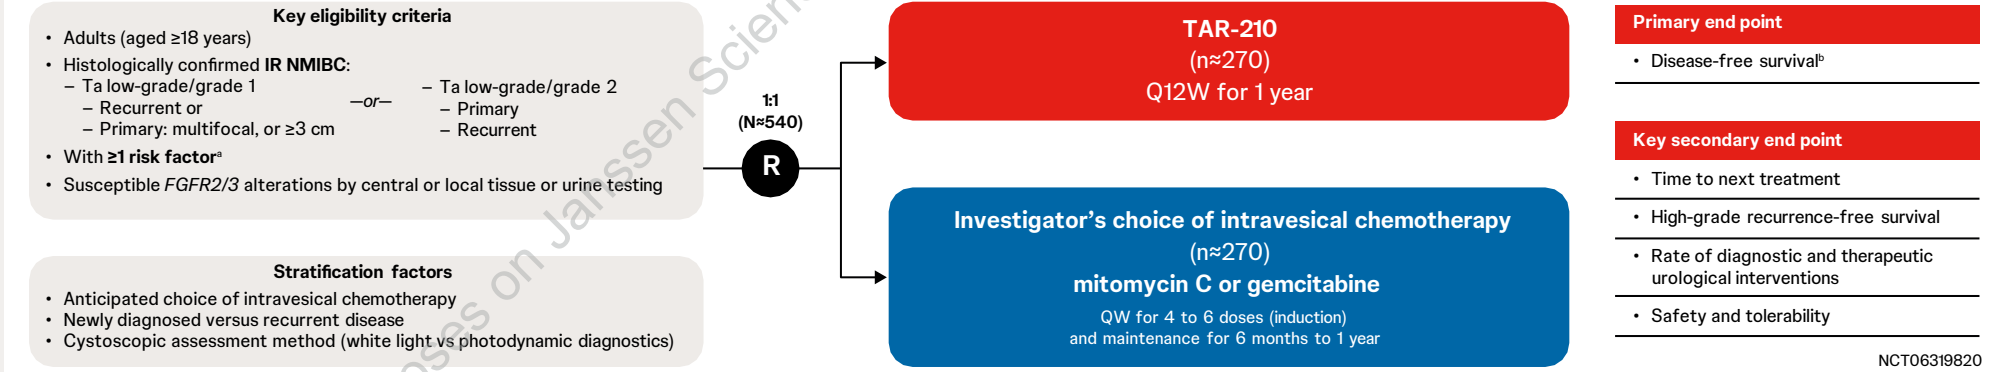 Key eligibility criteria
• Adults (aged ≥18 years)
• Histologically confirmed IR NMIBC:
– Ta low-grade/grade 1
– Recurrent or
– Primary: multifocal, or ≥3 cm
—or—
– Ta low-grade/grade 2
– Primary
– Recurrent
• With ≥1 risk factorᵃ
• Susceptible FGFR2/3 alterations by central or local tissue or urine testing
Stratification factors
• Anticipated choice of intravesical chemotherapy
• Newly diagnosed versus recurrent disease
• Cystoscopic assessment method (white light vs photodynamic diagnostics)
1:1
(N≈540)
R
TAR-210
(n≈270)
Q12W for 1 year
Investigator’s choice of intravesical chemotherapy
(n≈270)
mitomycin C or gemcitabine
QW for 4 to 6 doses (induction)
and maintenance for 6 months to 1 year
Primary end point
• Disease-free survivalᵇ
Key secondary end point
• Time to next treatment
• High-grade recurrence-free survival
• Rate of diagnostic and therapeutic
urological interventions
• Safety and tolerability
NCT06319820
on Janssen